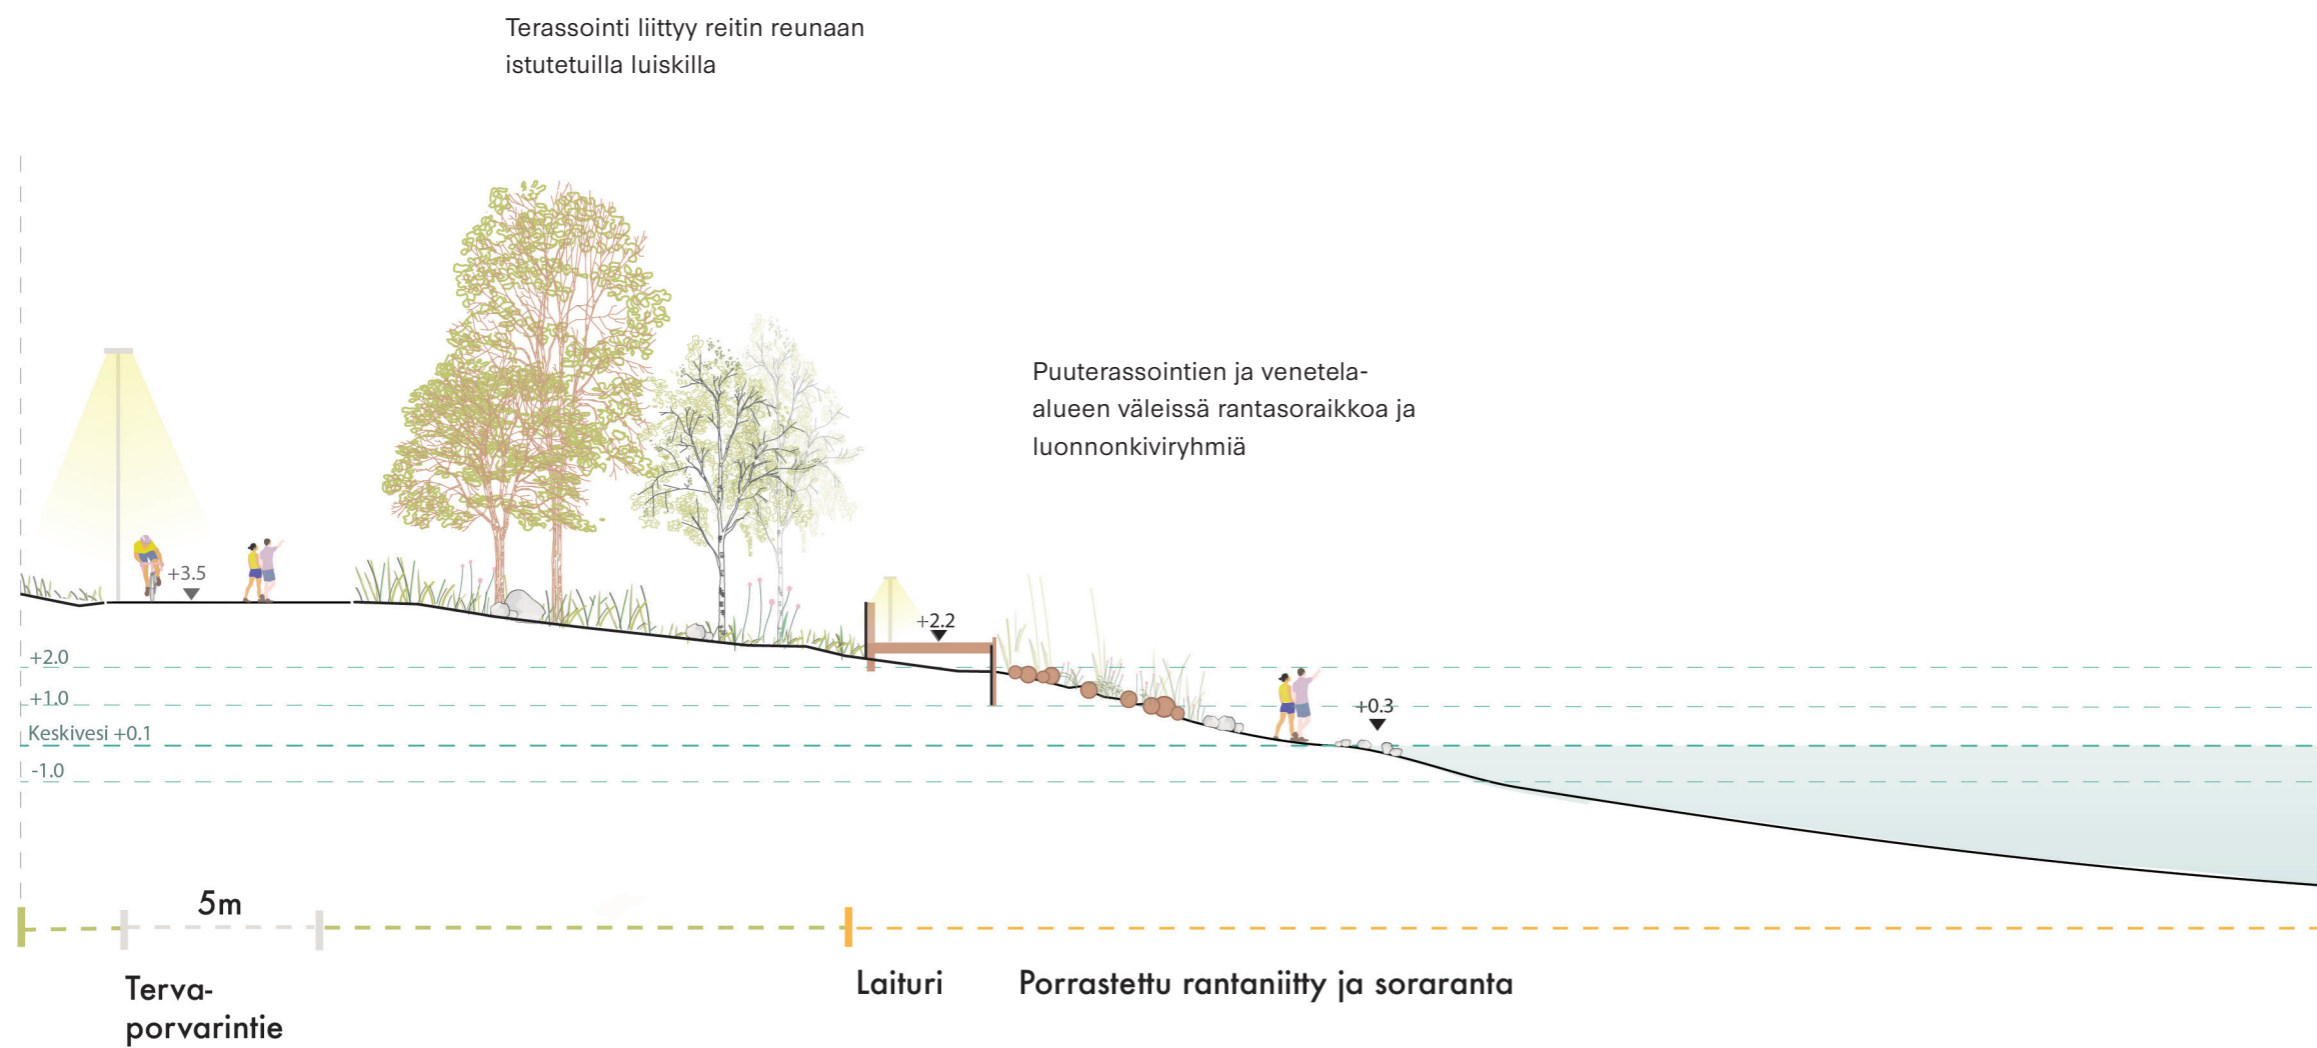 Terassointi liittyy reitin reunaan
istutetuilla luiskilla
Puuterassointien ja venetela-
alueen väleissä rantasoraikkoa ja
luonnonkiviryhmiä
+3.5
+2.2
+2.0
+1.0
+0.3
Keskivesi +0.1
-1.0
5m
Terva-
porvarintie
Laituri
Porrastettu rantaniitty ja soraranta